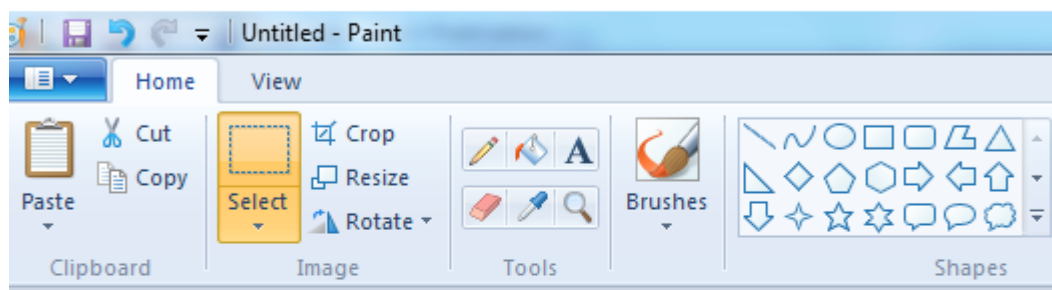 Untitled - Paint
Home View
Cut
Copy
Paste
Clipboard
Select
Crop
Resize
Rotate
Image
A
Tools
Brushes
Shapes